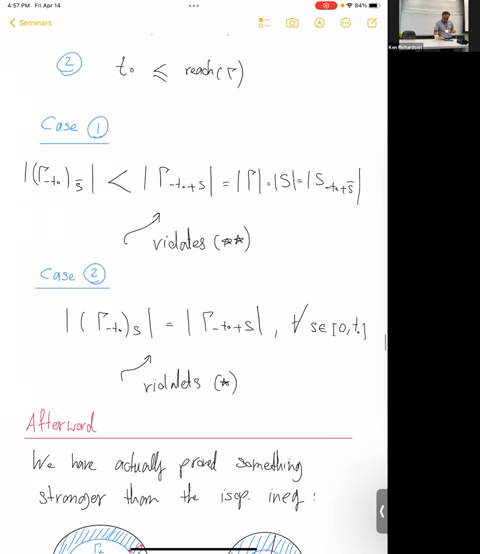 4:57 PM Fri Apr 14
84%
Seminars
Ken Richardson
② t₀ ≤ reach(Γ)
Case ①
|(Γ₋ₜ₀)ₛ̄| < |Γ₋ₜ₀₊ₛ| = |Γ| = |S| = |S₋ₜ₀₊ₛ̄|
violates (★★)
Case ②
|(Γ₋ₜ₀)ₛ| = |Γ₋ₜ₀₊ₛ|, ∀ s∈[0,t₀]
violatets (★)
Afterword
We have actually proved something
stronger than the isop. ineq :